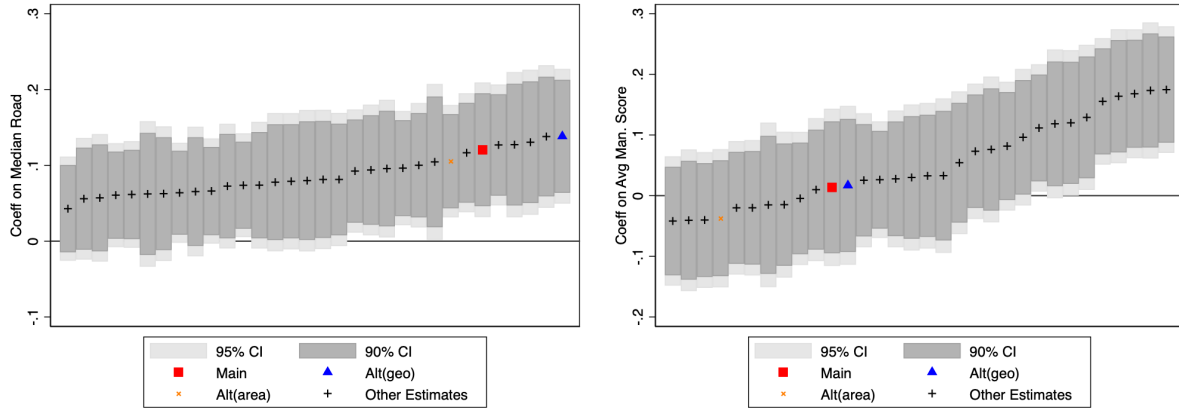 .3
.2
.1
0
-.1
Coeff on Median Road
95% CI
90% CI
Main
Alt(geo)
Alt(area)
Other Estimates
.3
.2
.1
0
-.1
-.2
Coeff on Avg Man. Score
95% CI
90% CI
Main
Alt(geo)
Alt(area)
Other Estimates